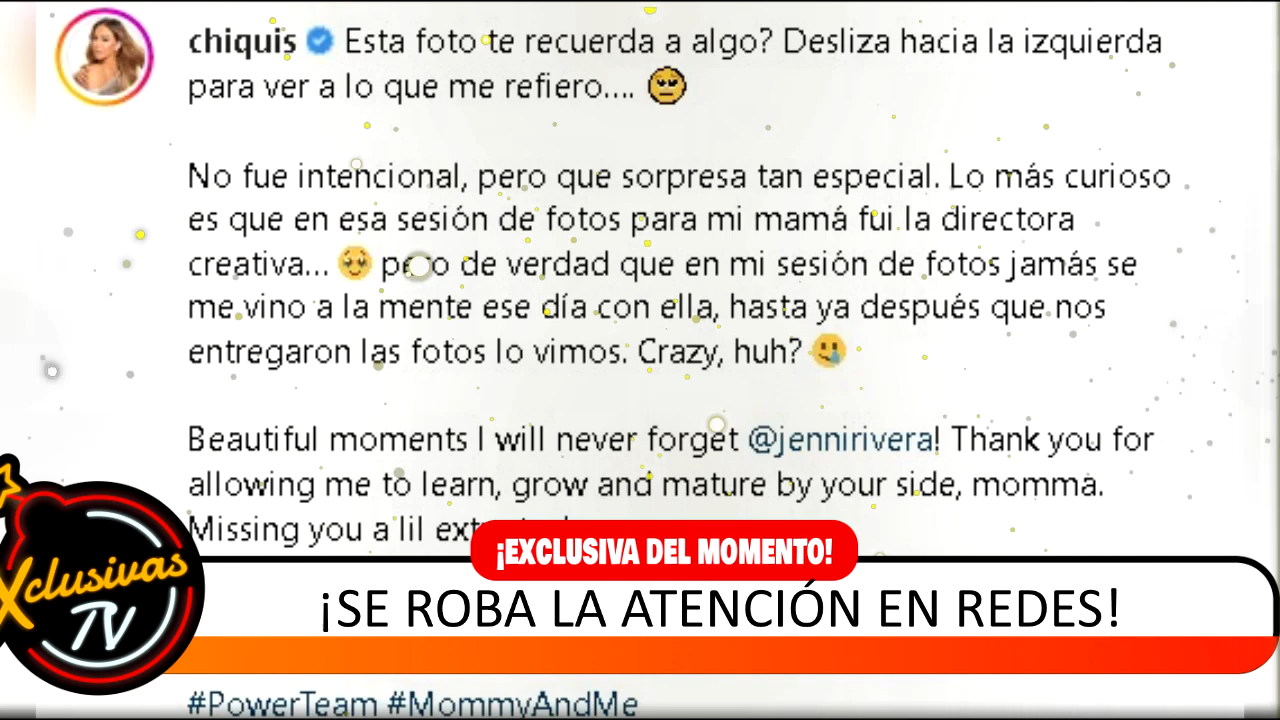 chiquis Esta foto te recuerda a algo? Desliza hacia la izquierda
para ver a lo que me refiero....
No fue intencional, pero que sorpresa tan especial. Lo más curioso
es que en esa sesión de fotos para mi mamá fui la directora
creativa... pero de verdad que en mi sesión de fotos jamás se
me vino a la mente ese día con ella, hasta ya después que nos
entregaron las fotos lo vimos. Crazy, huh?
Beautiful moments I will never forget @jennirivera! Thank you for
allowing me to learn, grow and mature by your side, momma.
Missing you a lil
¡EXCLUSIVA DEL MOMENTO!
¡SE ROBA LA ATENCIÓN EN REDES!
Xclusivas
TV
#PowerTeam #MommyAndMe